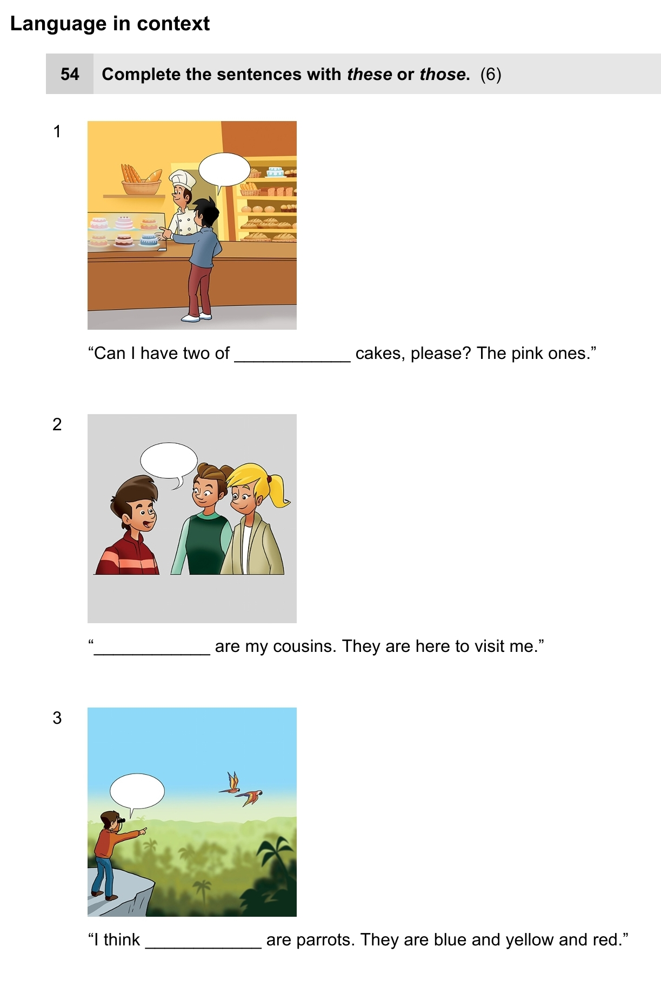 Language in context
54 Complete the sentences with these or those. (6)
1
“Can I have two of ____________ cakes, please? The pink ones.”
2
“____________ are my cousins. They are here to visit me.”
3
“I think ____________ are parrots. They are blue and yellow and red.”